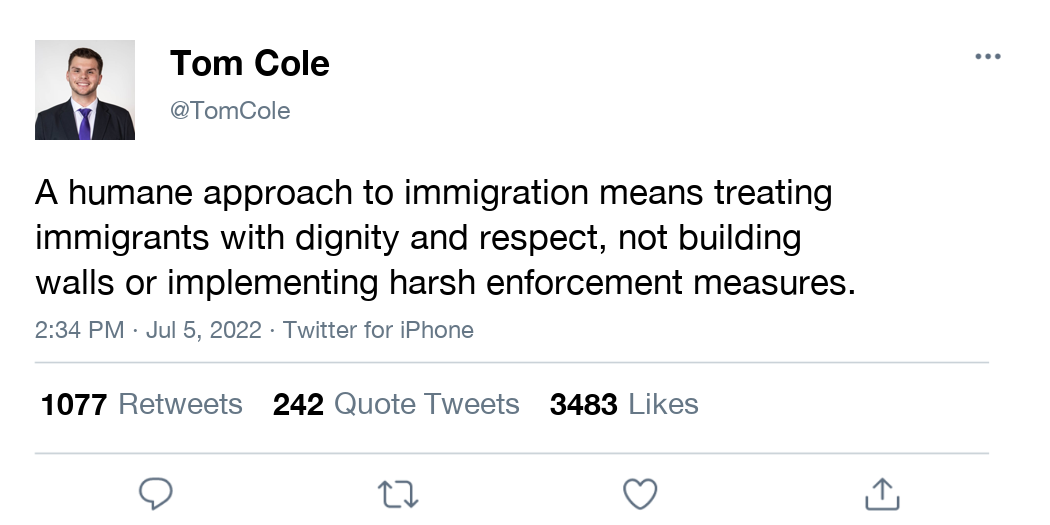 Tom Cole
@TomCole
A humane approach to immigration means treating
immigrants with dignity and respect, not building
walls or implementing harsh enforcement measures.
2:34 PM · Jul 5, 2022 · Twitter for iPhone
1077 Retweets 242 Quote Tweets 3483 Likes